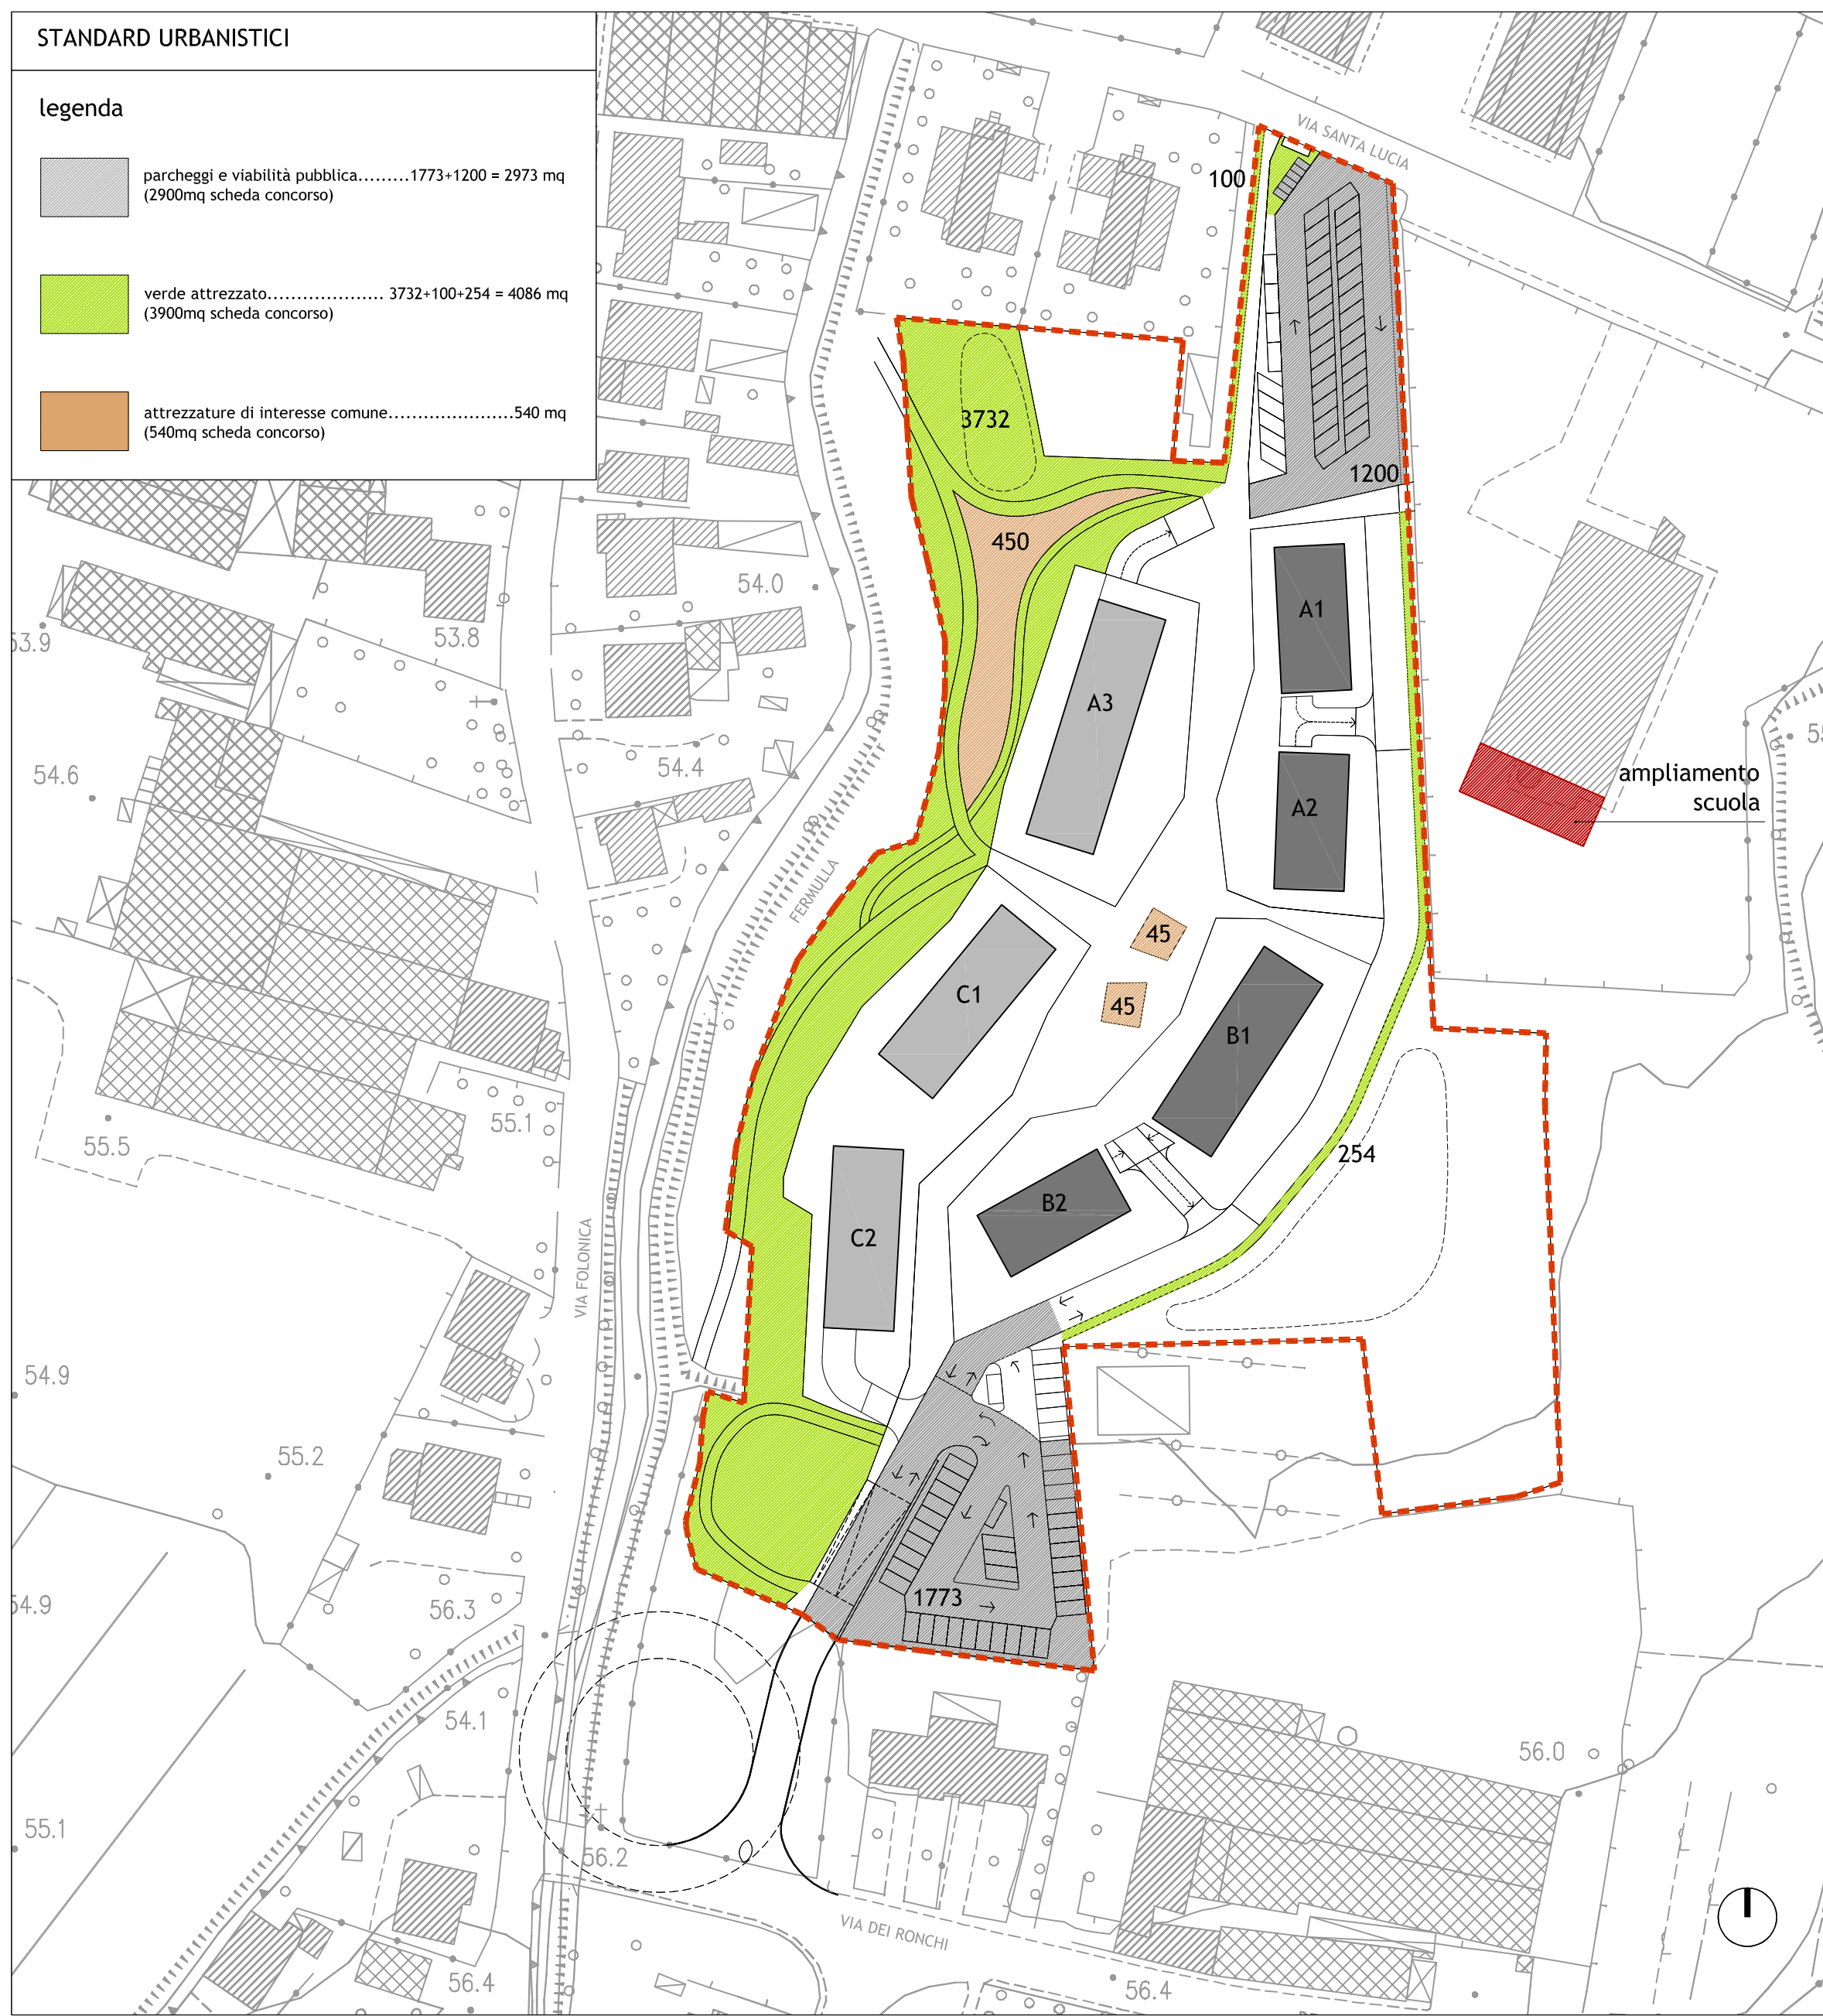 STANDARD URBANISTICI
legenda
parcheggi e viabilità pubblica.........1773+1200 = 2973 mq
(2900mq scheda concorso)
verde attrezzato.................... 3732+100+254 = 4086 mq
(3900mq scheda concorso)
attrezzature di interesse comune.....................540 mq
(540mq scheda concorso)
VIA SANTA LUCIA
100
3732
1200
450
54.0
A1
53.8
A3
54.4
54.6
ampliamento
scuola
A2
FERMULLA
45
C1
45
B1
55.1
55.5
254
B2
C2
VIA FOLONICA
54.9
55.2
1773
56.3
54.1
56.0
55.1
56.2
VIA DEI RONCHI
56.4
56.4